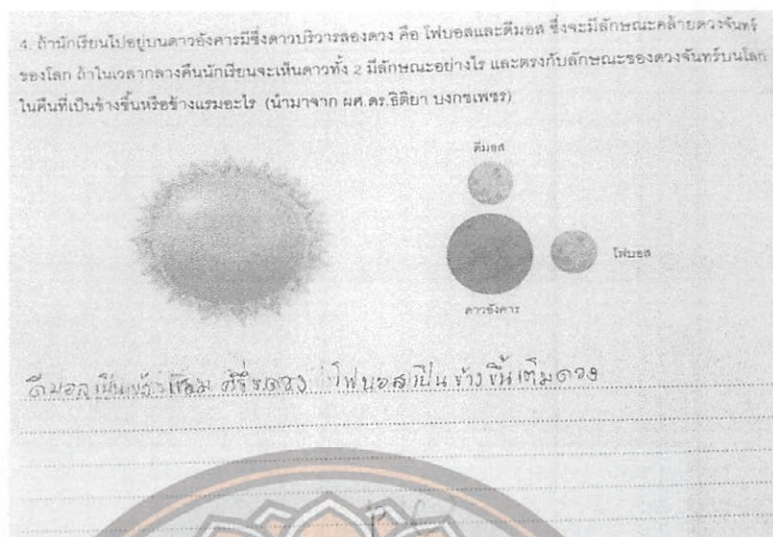 4. ถ้านักเรียนไปอยู่บนดาวอังคารมีซึ่งดาวบริวารสองดวง คือ โฟบอสและดีมอส ซึ่งจะมีลักษณะคล้ายดวงจันทร์
ของโลก ถ้าในเวลากลางคืนนักเรียนจะเห็นดาวทั้ง 2 มีลักษณะอย่างไร และตรงกับลักษณะของดวงจันทร์บนโลก
ในคืนที่เป็นข้างขึ้นหรือข้างแรมอะไร (นำมาจาก ผศ.ดร.ธิติยา บงกชเพชร)
ดีมอส
โฟบอส
ดาวอังคาร
ดีมอสเป็นข้างแรม ครึ่งดวง โฟบอสเป็นข้างขึ้นเต็มดวง